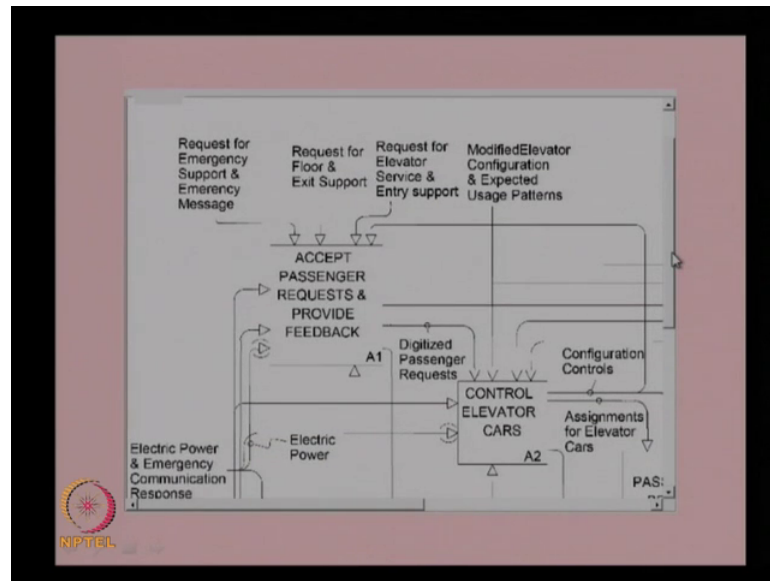 Request for
Emergency
Support &
Emerency
Message
Request for
Floor &
Exit Support
Request for
Elevator
Service &
Entry support
ModifiedElevator
Configuration
& Expected
Usage Patterns
ACCEPT
PASSENGER
REQUESTS &
PROVIDE
FEEDBACK
A1
Digitized
Passenger
Requests
Configuration
Controls
CONTROL
ELEVATOR
CARS
A2
Assignments
for Elevator
Cars
Electric Power
& Emergency
Communication
Response
Electric
Power
PAS
NPTEL